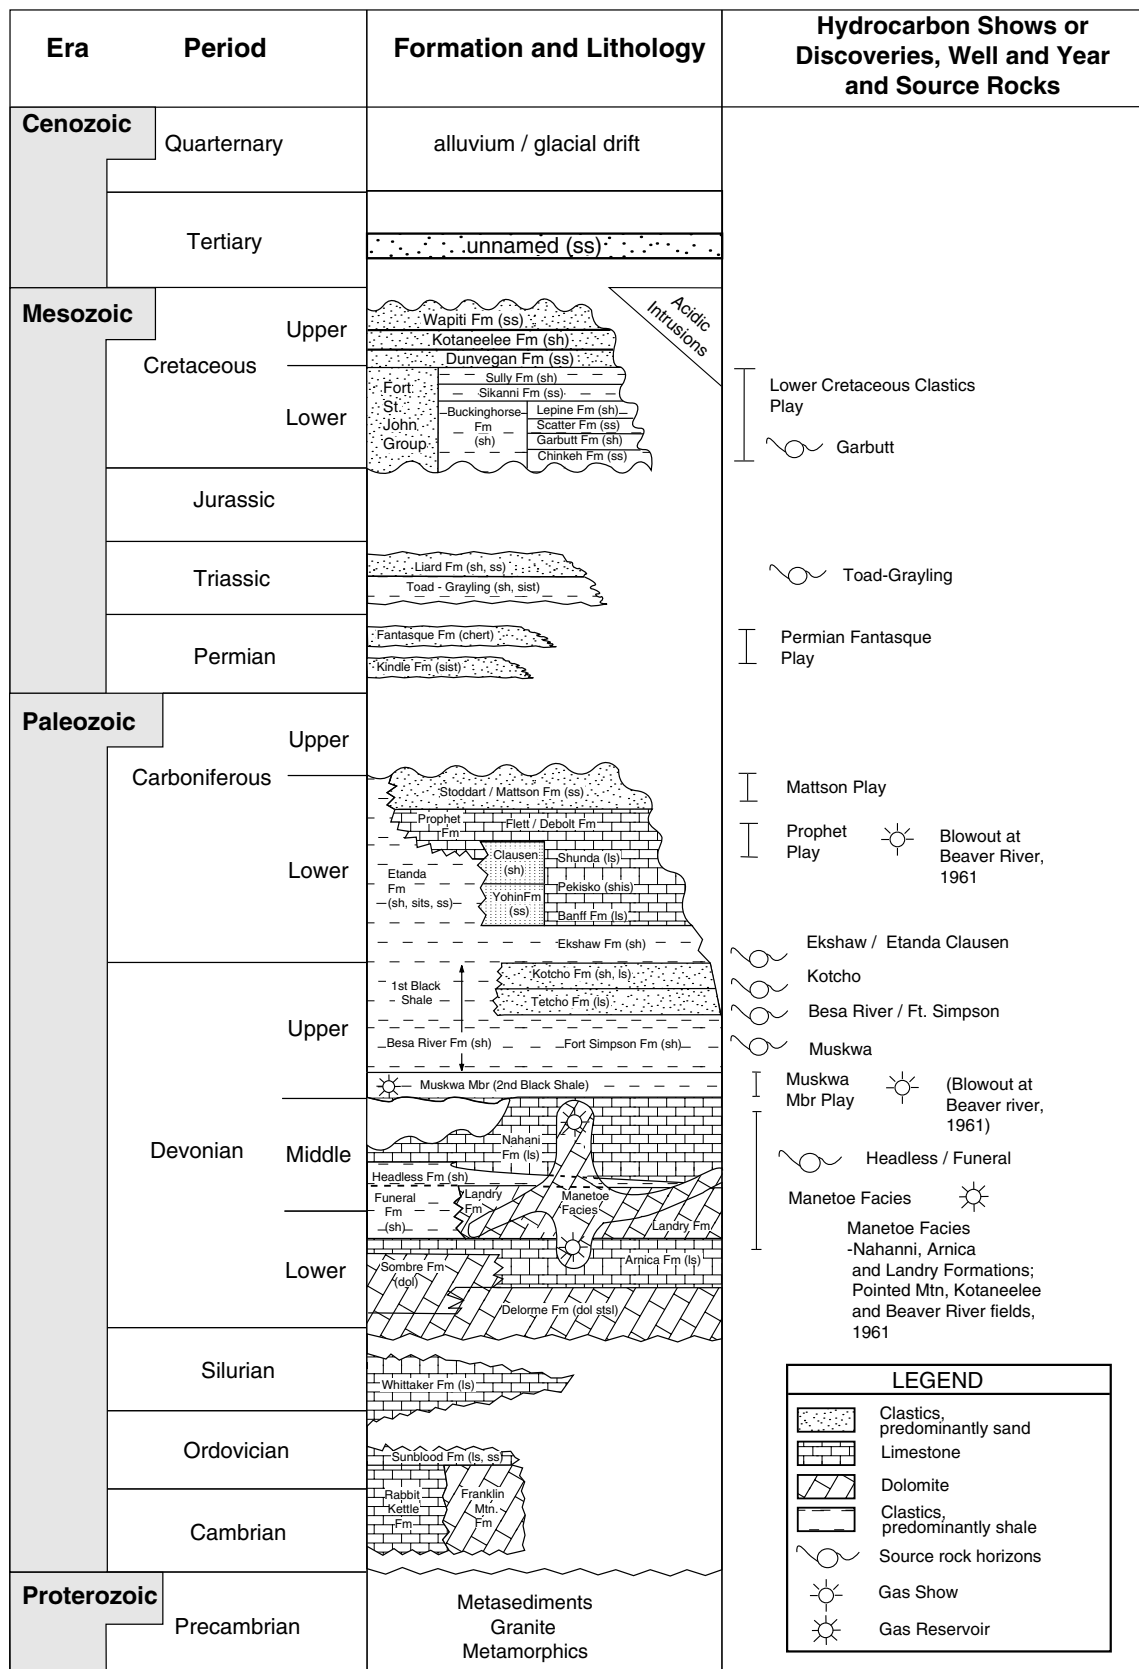 Era
Period
Formation and Lithology
Hydrocarbon Shows or
Discoveries, Well and Year
and Source Rocks
Cenozoic
Quarternary
alluvium / glacial drift
Tertiary
unnamed (ss)
Mesozoic
Cretaceous
Upper
Lower
Wapiti Fm (ss)
Kotaneelee Fm (sh)
Dunvegan Fm (ss)
Acidic
Intrusions
Fort
St.
John
Group
Sully Fm (sh)
Sikanni Fm (ss)
Buckinghorse
Fm
(sh)
Lepine Fm (sh)
Scatter Fm (ss)
Garbutt Fm (sh)
Chinkeh Fm (ss)
Lower Cretaceous Clastics
Play
Garbutt
Jurassic
Triassic
Liard Fm (sh, ss)
Toad - Grayling (sh, sist)
Toad-Grayling
Permian
Fantasque Fm (chert)
Kindle Fm (sist)
Permian Fantasque
Play
Paleozoic
Carboniferous
Upper
Lower
Stoddart / Mattson Fm (ss)
Prophet
Fm
Flett / Debolt Fm
Clausen
(sh)
Shunda (ls)
Etanda
Fm
(sh, sits, ss)
YohinFm
(ss)
Pekisko (shis)
Banff Fm (ls)
Ekshaw Fm (sh)
Mattson Play
Prophet
Play
Blowout at
Beaver River,
1961
Ekshaw / Etanda Clausen
Devonian
Upper
Middle
Lower
1st Black
Shale
Kotcho Fm (sh, ls)
Tetcho Fm (ls)
Besa River Fm (sh)
Fort Simpson Fm (sh)
Muskwa Mbr (2nd Black Shale)
Kotcho
Besa River / Ft. Simpson
Muskwa
Muskwa
Mbr Play
(Blowout at
Beaver river,
1961)
Nahani
Fm (ls)
Headless Fm (sh)
Funeral
Fm
(sh)
Landry
Fm
Manetoe
Facies
Landry Fm
Headless / Funeral
Manetoe Facies
Manetoe Facies
-Nahanni, Arnica
and Landry Formations;
Pointed Mtn, Kotaneelee
and Beaver River fields,
1961
Sombre Fm
(dol)
Arnica Fm (ls)
Delorme Fm (dol stsl)
Silurian
Whittaker Fm (ls)
Ordovician
Sunblood Fm (ls, ss)
Cambrian
Rabbit
Kettle
Fm
Franklin
Mtn.
Fm
Proterozoic
Precambrian
Metasediments
Granite
Metamorphics
LEGEND
Clastics,
predominantly sand
Limestone
Dolomite
Clastics,
predominantly shale
Source rock horizons
Gas Show
Gas Reservoir